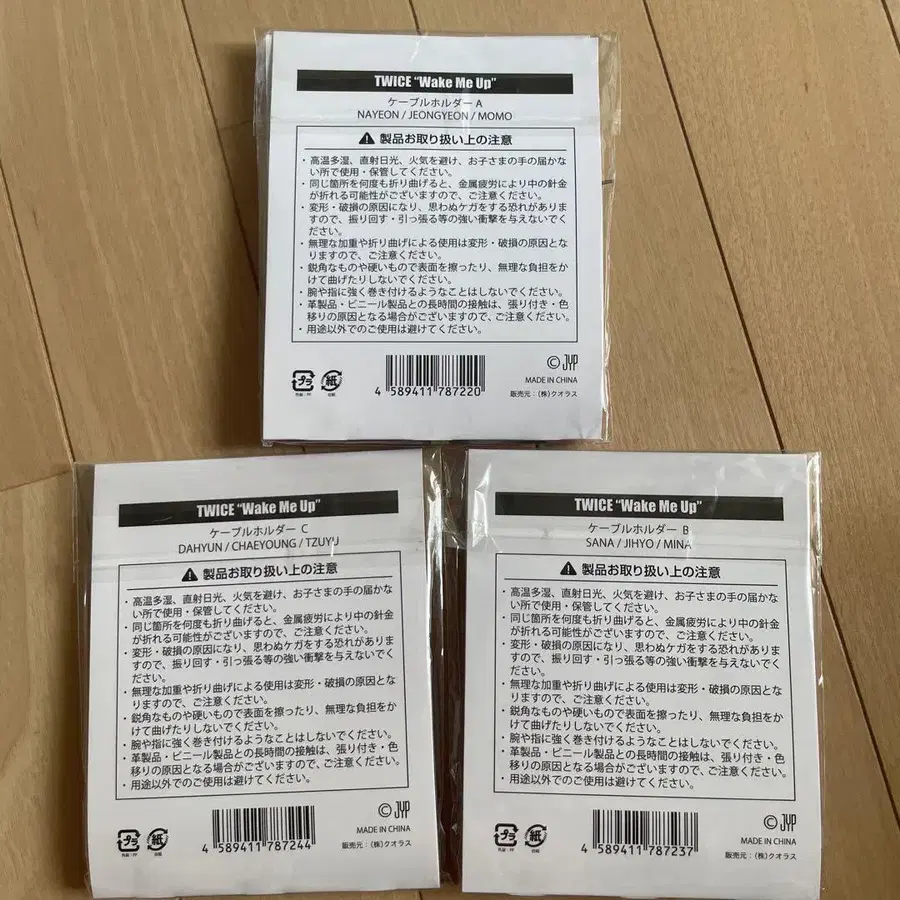 TWICE “Wake Me Up”
ケーブルホルダー A
NAYEON / JEONGYEON / MOMO
製品お取り扱い上の注意
・高温多湿、直射日光、火気を避け、お子さまの手の届かな
い所で使用・保管してください。
・同じ箇所を何度も折り曲げると、金属疲労により中の針金
が折れる可能性がございますので、ご注意ください。
・変形・破損の原因になり、思わぬケガをする恐れがありま
すので、振り回す・引っ張る等の強い衝撃を与えないでく
ださい。
・無理な加重や折り曲げによる使用は変形・破損の原因とな
りますので、ご注意ください。
・鋭角なものや硬いもので表面を擦ったり、無理な負担をか
けて曲げたりしないでください。
・腕や指に強く巻き付けるようなことはしないでください。
・革製品・ビニール製品との長時間の接触は、張り付き・色
移りの原因となる場合がございますので、ご注意ください。
・用途以外でのご使用は避けてください。
プラ
紙
4 589411 787220
© JYP
MADE IN CHINA
販売元：(株)クオラス
TWICE “Wake Me Up”
ケーブルホルダー C
DAHYUN / CHAEYOUNG / TZUYU
製品お取り扱い上の注意
・高温多湿、直射日光、火気を避け、お子さまの手の届かな
い所で使用・保管してください。
・同じ箇所を何度も折り曲げると、金属疲労により中の針金
が折れる可能性がございますので、ご注意ください。
・変形・破損の原因になり、思わぬケガをする恐れがありま
すので、振り回す・引っ張る等の強い衝撃を与えないでく
ださい。
・無理な加重や折り曲げによる使用は変形・破損の原因とな
りますので、ご注意ください。
・鋭角なものや硬いもので表面を擦ったり、無理な負担をか
けて曲げたりしないでください。
・腕や指に強く巻き付けるようなことはしないでください。
・革製品・ビニール製品との長時間の接触は、張り付き・色
移りの原因となる場合がございますので、ご注意ください。
・用途以外でのご使用は避けてください。
プラ
紙
4 589411 787244
© JYP
MADE IN CHINA
販売元：(株)クオラス
TWICE “Wake Me Up”
ケーブルホルダー B
SANA / JIHYO / MINA
製品お取り扱い上の注意
・高温多湿、直射日光、火気を避け、お子さまの手の届かな
い所で使用・保管してください。
・同じ箇所を何度も折り曲げると、金属疲労により中の針金
が折れる可能性がございますので、ご注意ください。
・変形・破損の原因になり、思わぬケガをする恐れがありま
すので、振り回す・引っ張る等の強い衝撃を与えないでく
ださい。
・無理な加重や折り曲げによる使用は変形・破損の原因とな
りますので、ご注意ください。
・鋭角なものや硬いもので表面を擦ったり、無理な負担をか
けて曲げたりしないでください。
・腕や指に強く巻き付けるようなことはしないでください。
・革製品・ビニール製品との長時間の接触は、張り付き・色
移りの原因となる場合がございますので、ご注意ください。
・用途以外でのご使用は避けてください。
プラ
紙
4 589411 787237
© JYP
MADE IN CHINA
販売元：(株)クオラス